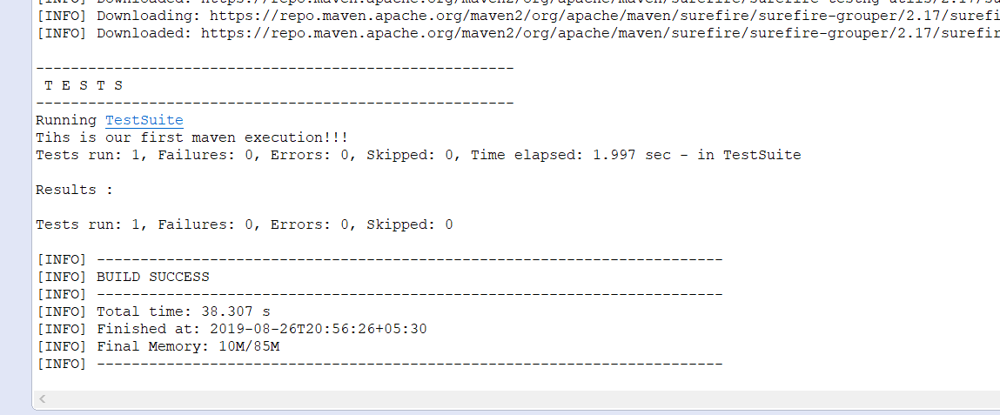 [INFO] Downloaded: https://repo.maven.apache.org/maven2/org/apache/maven/surefire/surefire-testng-utils/2.17/su
[INFO] Downloading: https://repo.maven.apache.org/maven2/org/apache/maven/surefire/surefire-grouper/2.17/surefi
[INFO] Downloaded: https://repo.maven.apache.org/maven2/org/apache/maven/surefire/surefire-grouper/2.17/surefir
-------------------------------------------------------
T E S T S
-------------------------------------------------------
Running TestSuite
Tihs is our first maven execution!!!
Tests run: 1, Failures: 0, Errors: 0, Skipped: 0, Time elapsed: 1.997 sec - in TestSuite
Results :
Tests run: 1, Failures: 0, Errors: 0, Skipped: 0
[INFO] ------------------------------------------------------------------------
[INFO] BUILD SUCCESS
[INFO] ------------------------------------------------------------------------
[INFO] Total time: 38.307 s
[INFO] Finished at: 2019-08-26T20:56:26+05:30
[INFO] Final Memory: 10M/85M
[INFO] ------------------------------------------------------------------------